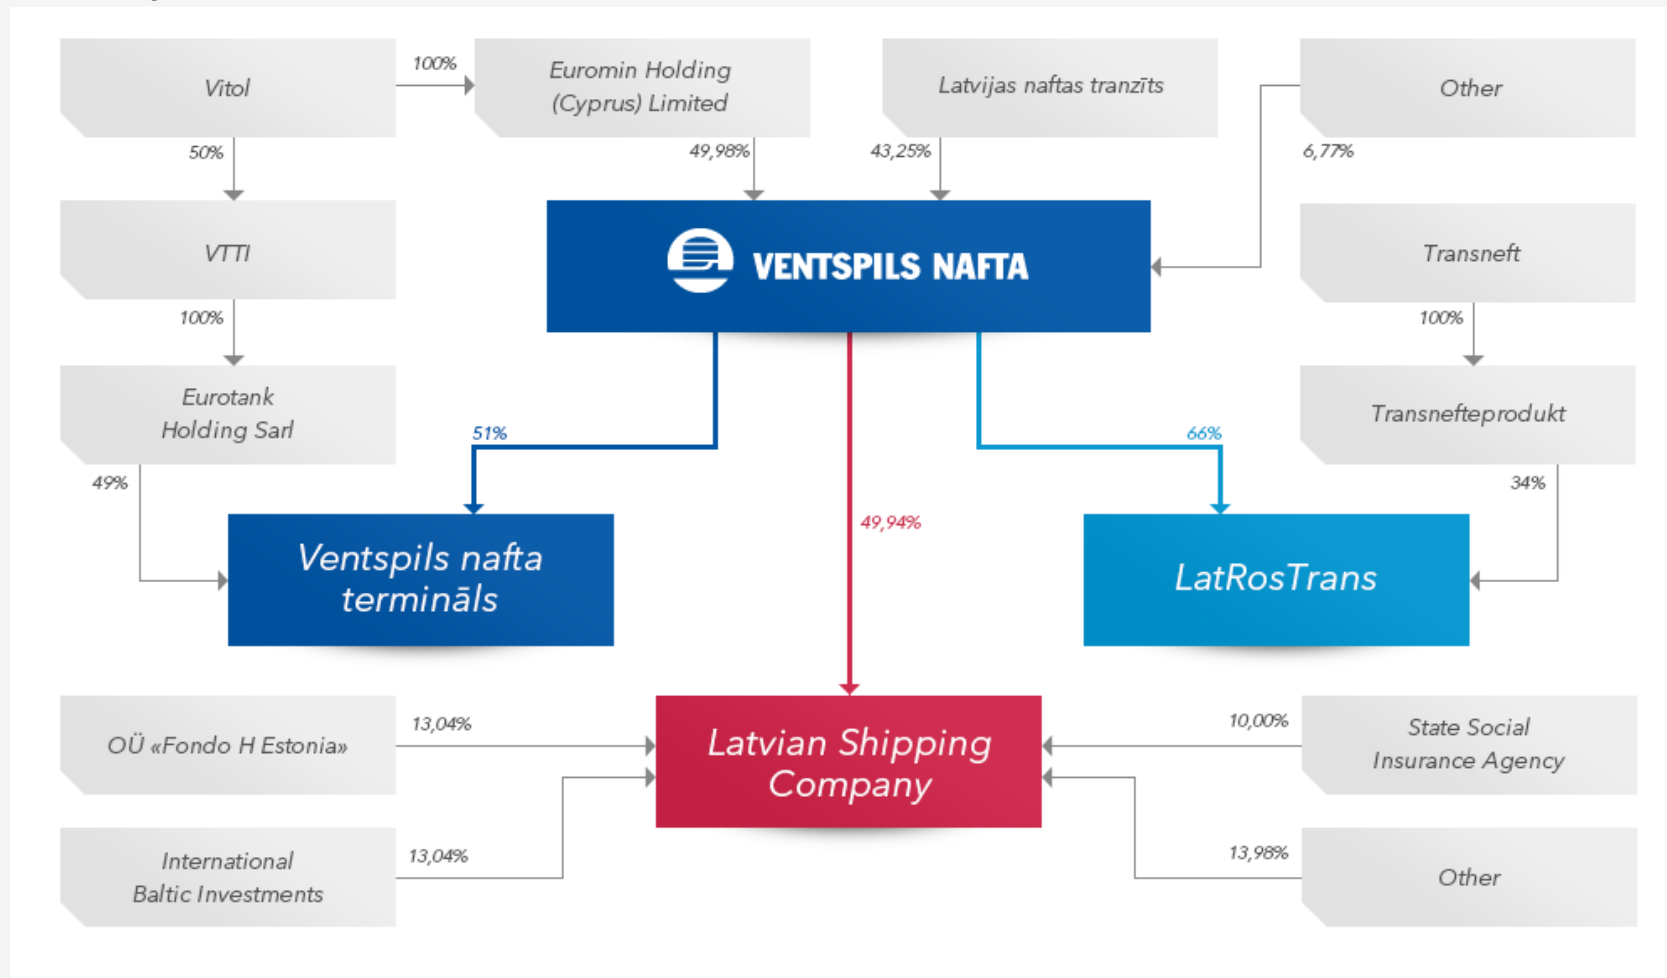 Vitol
100%
Euromin Holding
(Cyprus) Limited
Latvijas naftas tranzīts
Other
50%
49,98%
43,25%
6,77%
VTTI
VENTSPILS NAFTA
Transneft
100%
100%
Eurotank
Holding Sarl
Transnefteprodukt
51%
66%
49%
34%
49,94%
Ventspils nafta
termināls
LatRosTrans
OÜ «Fondo H Estonia»
13,04%
Latvian Shipping
Company
10,00%
State Social
Insurance Agency
International
Baltic Investments
13,04%
13,98%
Other